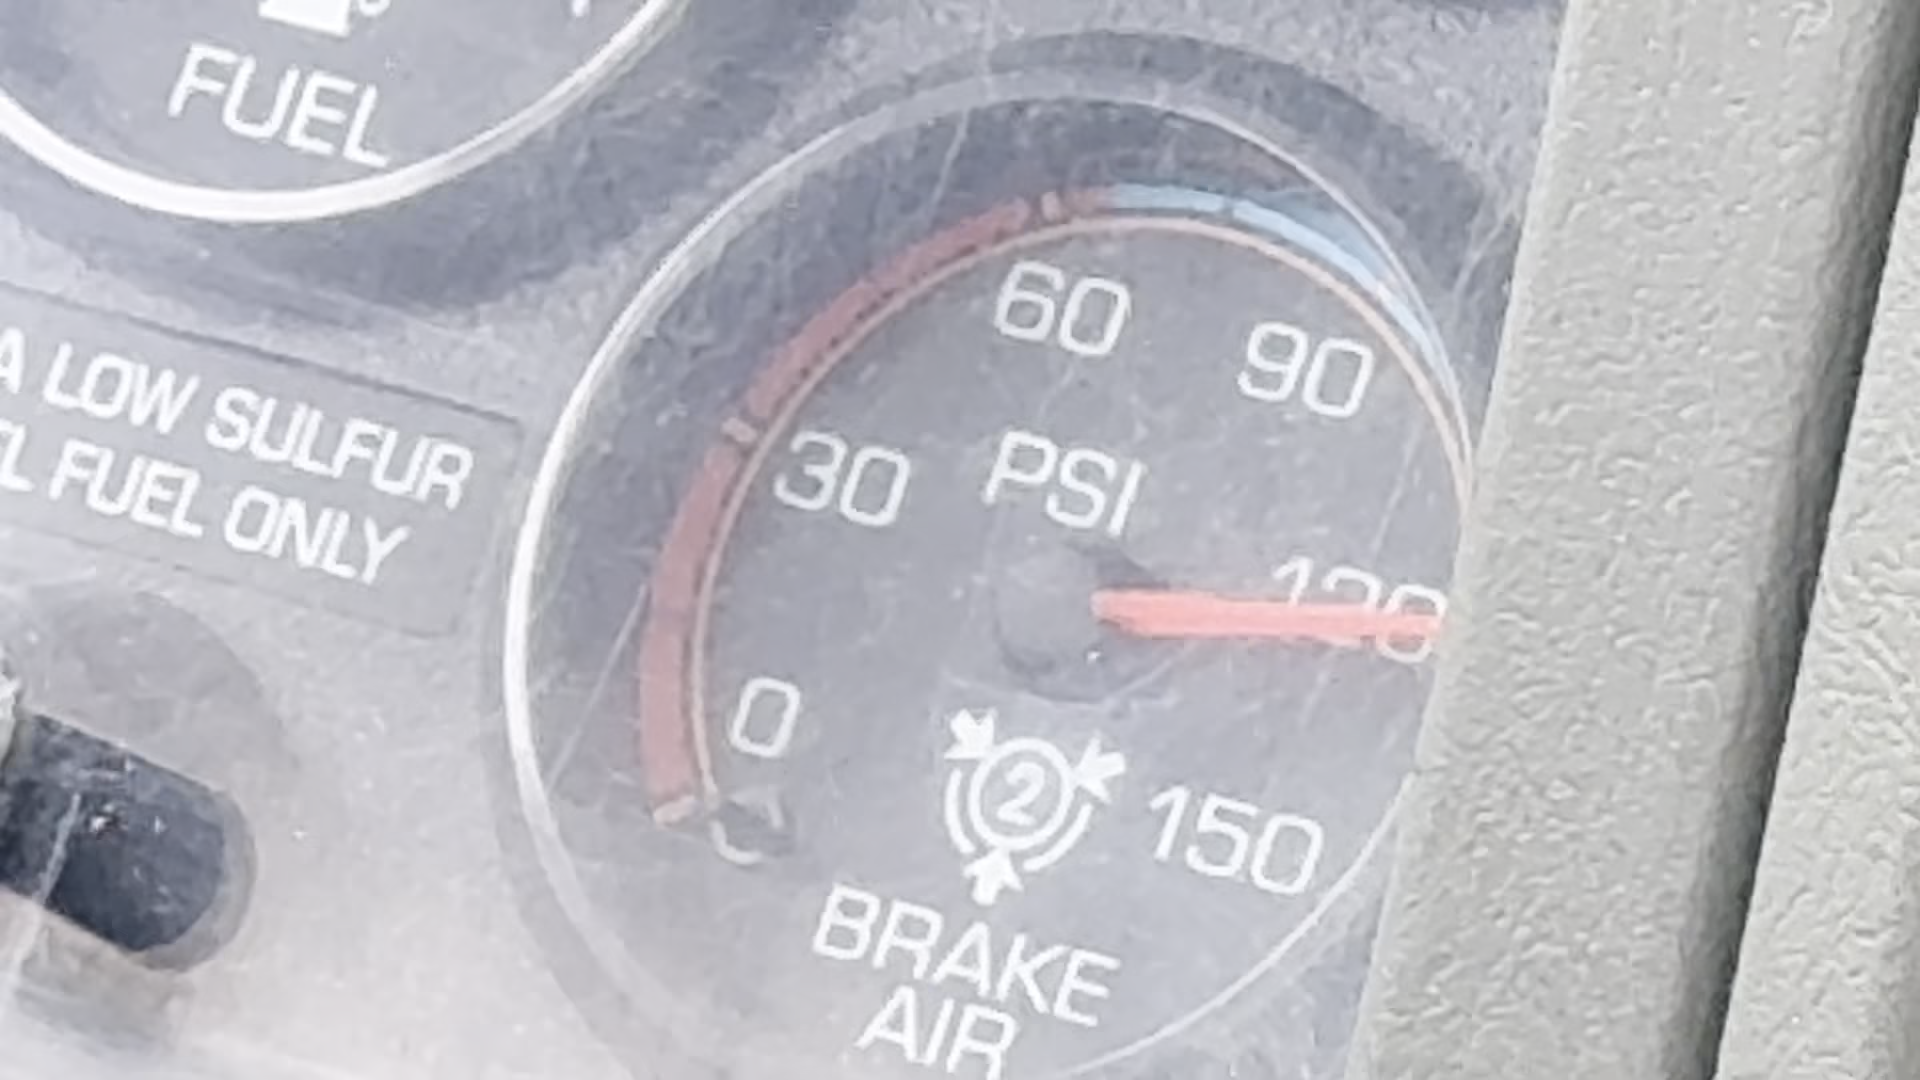 FUEL
A LOW SULFUR
L FUEL ONLY
60
90
30
PSI
120
0
2
150
BRAKE
AIR